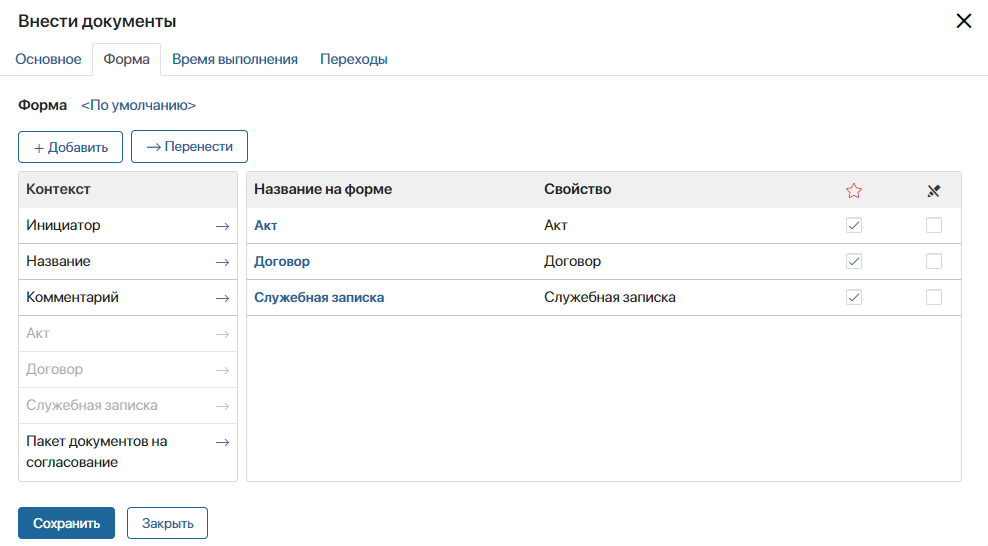 Внести документы
Основное Форма Время выполнения Переходы
Форма <По умолчанию>
+ Добавить → Перенести
Контекст Название на форме Свойство
Инициатор → Акт Акт
Название → Договор Договор
Комментарий → Служебная записка Служебная записка
Акт →
Договор →
Служебная записка →
Пакет документов на →
согласование
Сохранить Закрыть